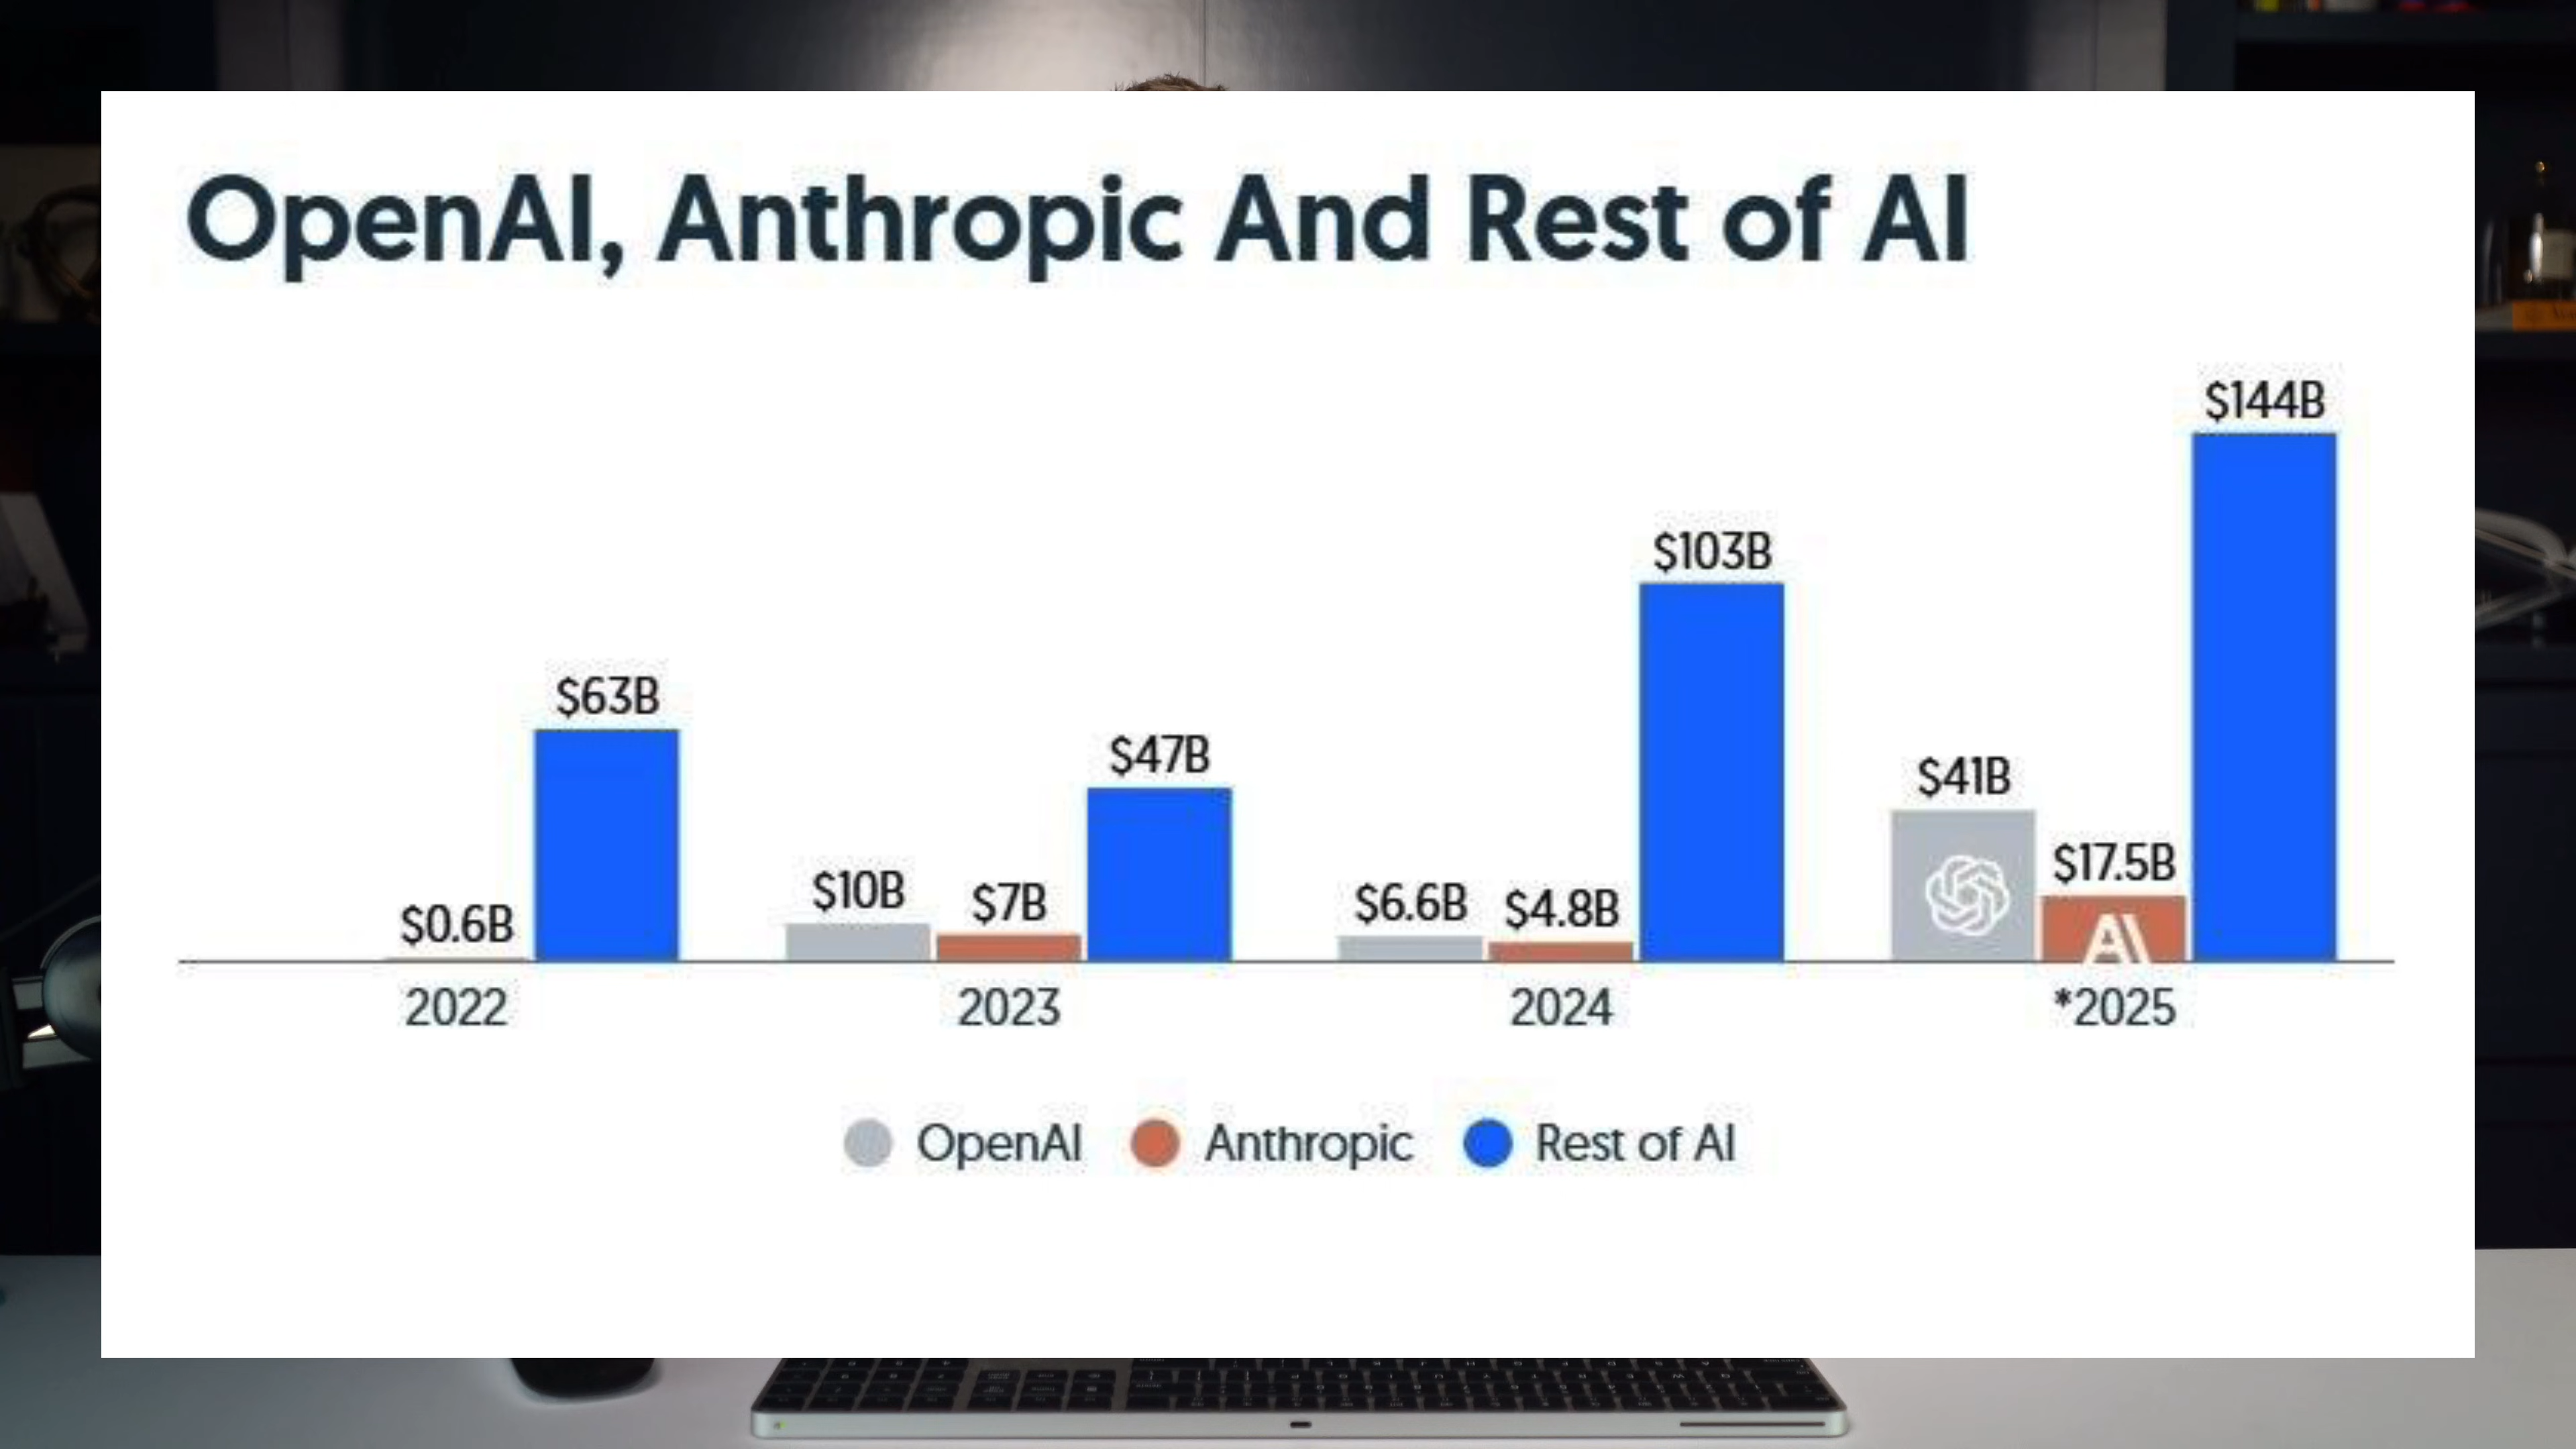 OpenAI, Anthropic And Rest of AI
$0.6B
$63B
$10B
$7B
$47B
$6.6B
$4.8B
$103B
$41B
$17.5B
$144B
2022
2023
2024
*2025
OpenAI
Anthropic
Rest of AI